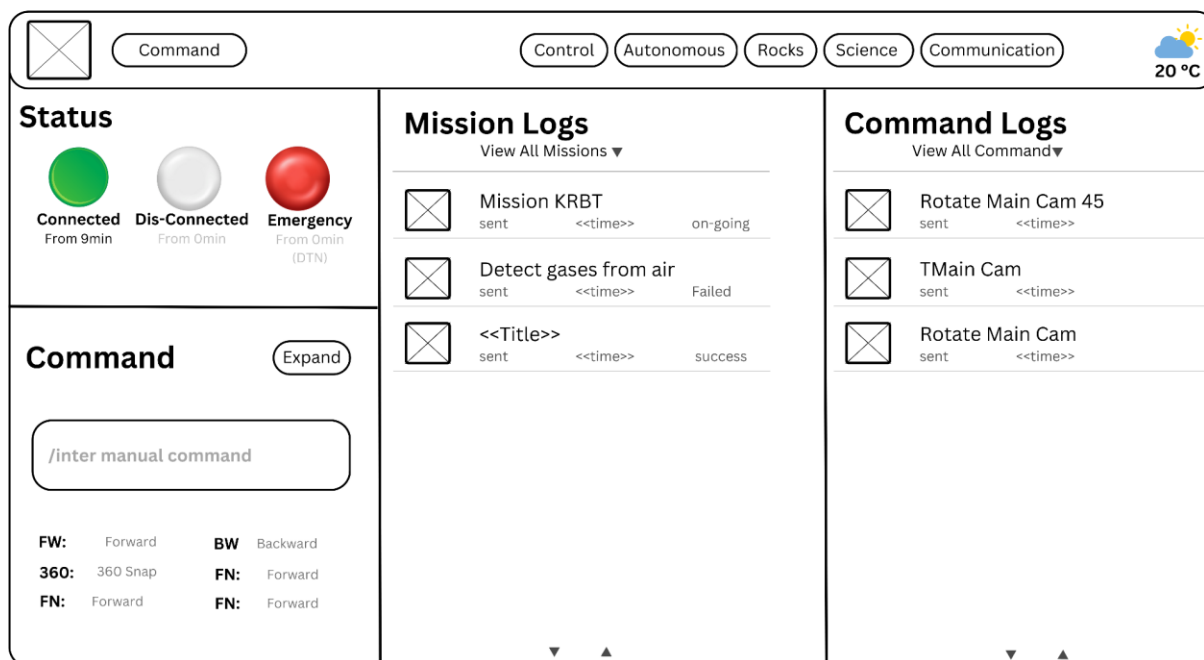 Command
Control
Autonomous
Rocks
Science
Communication
20 °C
Status
Connected
From 9min
Dis-Connected
From 0min
Emergency
From 0min
(DTN)
Command
Expand
/inter manual command
FW: Forward BW Backward
360: 360 Snap FN: Forward
FN: Forward FN: Forward
Mission Logs
View All Missions ▼
Mission KRBT
sent <<time>> on-going
Detect gases from air
sent <<time>> Failed
<<Title>>
sent <<time>> success
▼ ▲
Command Logs
View All Command▼
Rotate Main Cam 45
sent <<time>>
TMain Cam
sent <<time>>
Rotate Main Cam
sent <<time>>
▼ ▲